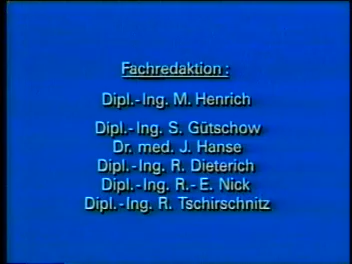 Fachredaktion:
Dipl.-Ing. M. Henrich
Dipl.-Ing. S. Gütschow
Dr. med. J. Hanse
Dipl.-Ing. R. Dieterich
Dipl.-Ing. R.-E. Nick
Dipl.-Ing. R. Tschirschnitz